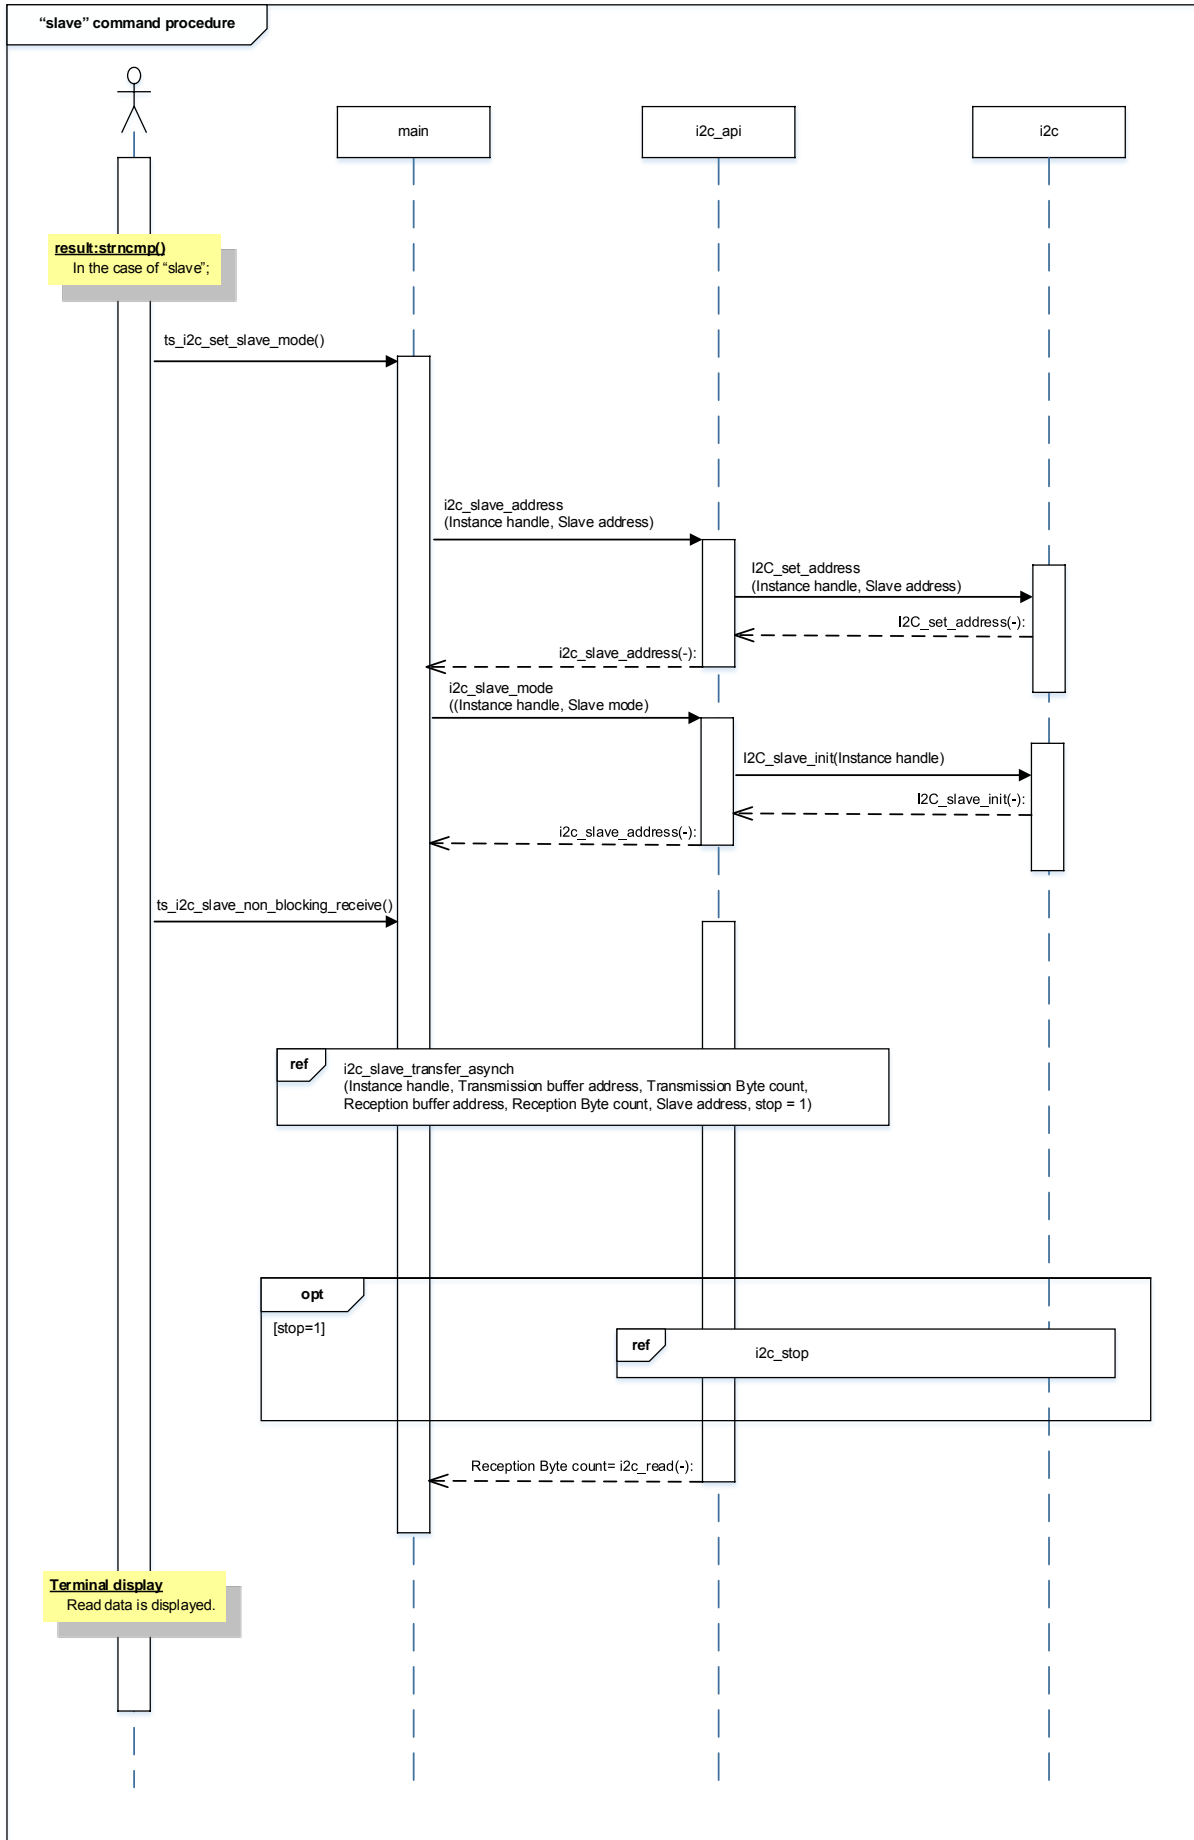 “slave” command procedure
main
i2c_api
i2c
result:strncmp()
In the case of “slave”;
ts_i2c_set_slave_mode()
i2c_slave_address
(Instance handle, Slave address)
I2C_set_address
(Instance handle, Slave address)
I2C_set_address(-):
i2c_slave_address(-):
i2c_slave_mode
((Instance handle, Slave mode)
I2C_slave_init(Instance handle)
I2C_slave_init(-):
i2c_slave_address(-):
ts_i2c_slave_non_blocking_receive()
ref
i2c_slave_transfer_asynch
(Instance handle, Transmission buffer address, Transmission Byte count,
Reception buffer address, Reception Byte count, Slave address, stop = 1)
opt
[stop=1]
ref
i2c_stop
Reception Byte count= i2c_read(-):
Terminal display
Read data is displayed.